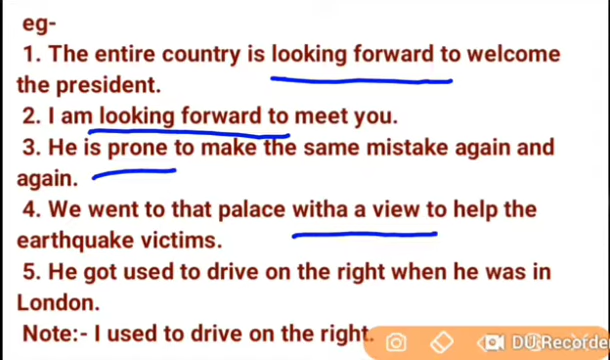 eg-
1. The entire country is looking forward to welcome
the president.
2. I am looking forward to meet you.
3. He is prone to make the same mistake again and
again.
4. We went to that palace witha a view to help the
earthquake victims.
5. He got used to drive on the right when he was in
London.
Note:- I used to drive on the right.
DU Recorde